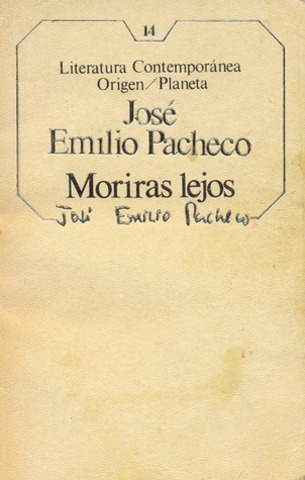 14
Literatura Contemporánea
Origen/Planeta
José
Emilio Pacheco
Moriras lejos
José Emilio Pacheco